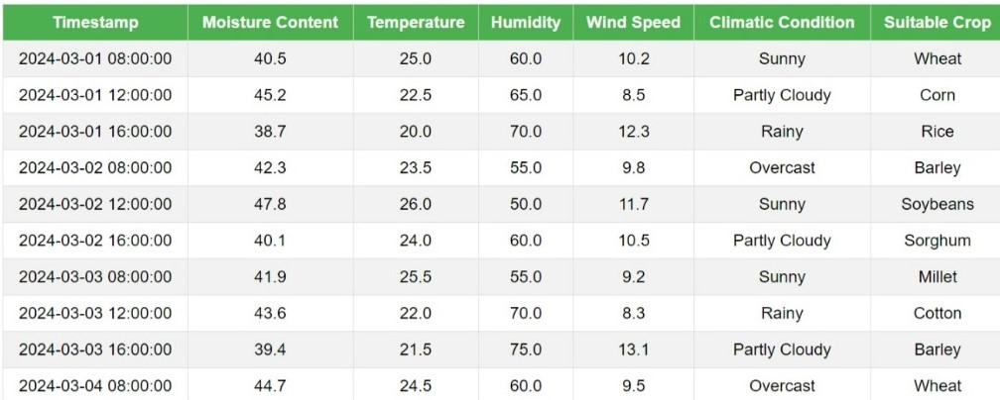 Timestamp Moisture Content Temperature Humidity Wind Speed Climatic Condition Suitable Crop
2024-03-01 08:00:00 40.5 25.0 60.0 10.2 Sunny Wheat
2024-03-01 12:00:00 45.2 22.5 65.0 8.5 Partly Cloudy Corn
2024-03-01 16:00:00 38.7 20.0 70.0 12.3 Rainy Rice
2024-03-02 08:00:00 42.3 23.5 55.0 9.8 Overcast Barley
2024-03-02 12:00:00 47.8 26.0 50.0 11.7 Sunny Soybeans
2024-03-02 16:00:00 40.1 24.0 60.0 10.5 Partly Cloudy Sorghum
2024-03-03 08:00:00 41.9 25.5 55.0 9.2 Sunny Millet
2024-03-03 12:00:00 43.6 22.0 70.0 8.3 Rainy Cotton
2024-03-03 16:00:00 39.4 21.5 75.0 13.1 Partly Cloudy Barley
2024-03-04 08:00:00 44.7 24.5 60.0 9.5 Overcast Wheat